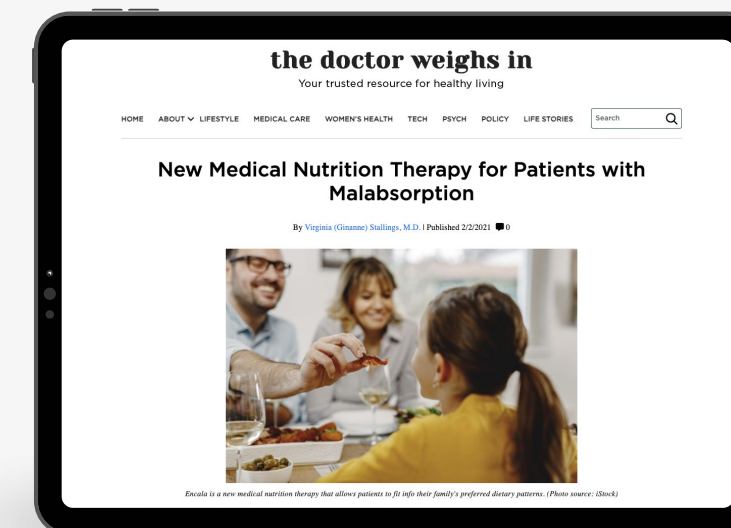 the doctor weighs in
Your trusted resource for healthy living
HOME ABOUT LIFESTYLE MEDICAL CARE WOMEN'S HEALTH TECH PSYCH POLICY LIFE STORIES Search
New Medical Nutrition Therapy for Patients with
Malabsorption
By Virginia (Ginanne) Stallings, M.D. | Published 2/2/2021 0
Encala is a new medical nutrition therapy that allows patients to fit info their family's preferred dietary patterns. (Photo source: iStock)